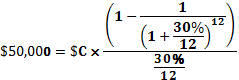 $50,000 = $C × (1 − 1 / (1 + 30% / 12)^12) / (30% / 12)